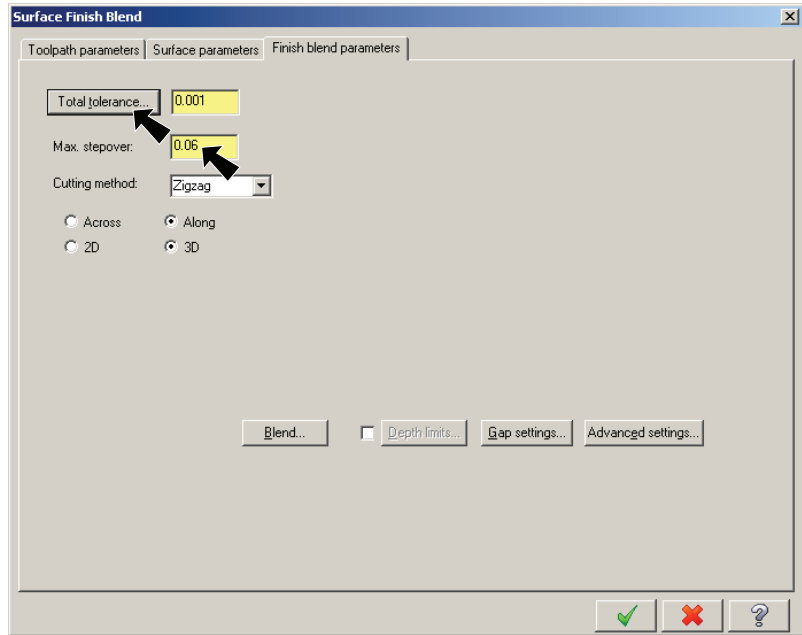 Surface Finish Blend
Toolpath parameters Surface parameters Finish blend parameters
Total tolerance... 0.001
Max. stepover: 0.06
Cutting method: Zigzag
Across Along
2D 3D
Blend... Depth limits... Gap settings... Advanced settings...